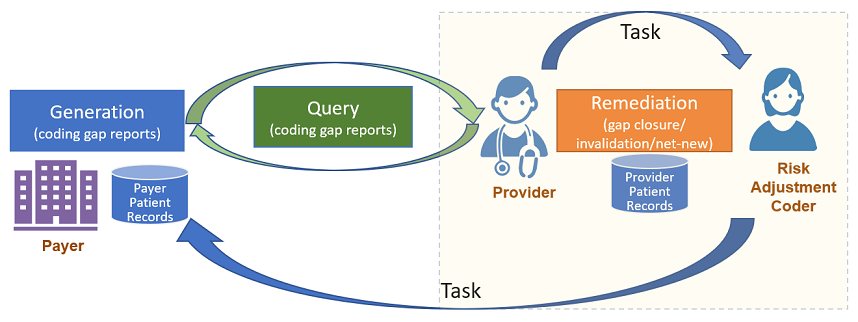 Task
Generation
(coding gap reports)
Query
(coding gap reports)
Remediation
(gap closure/
invalidation/net-new)
Payer
Patient
Records
Provider
Provider
Patient
Records
Risk
Adjustment
Coder
Payer
Task